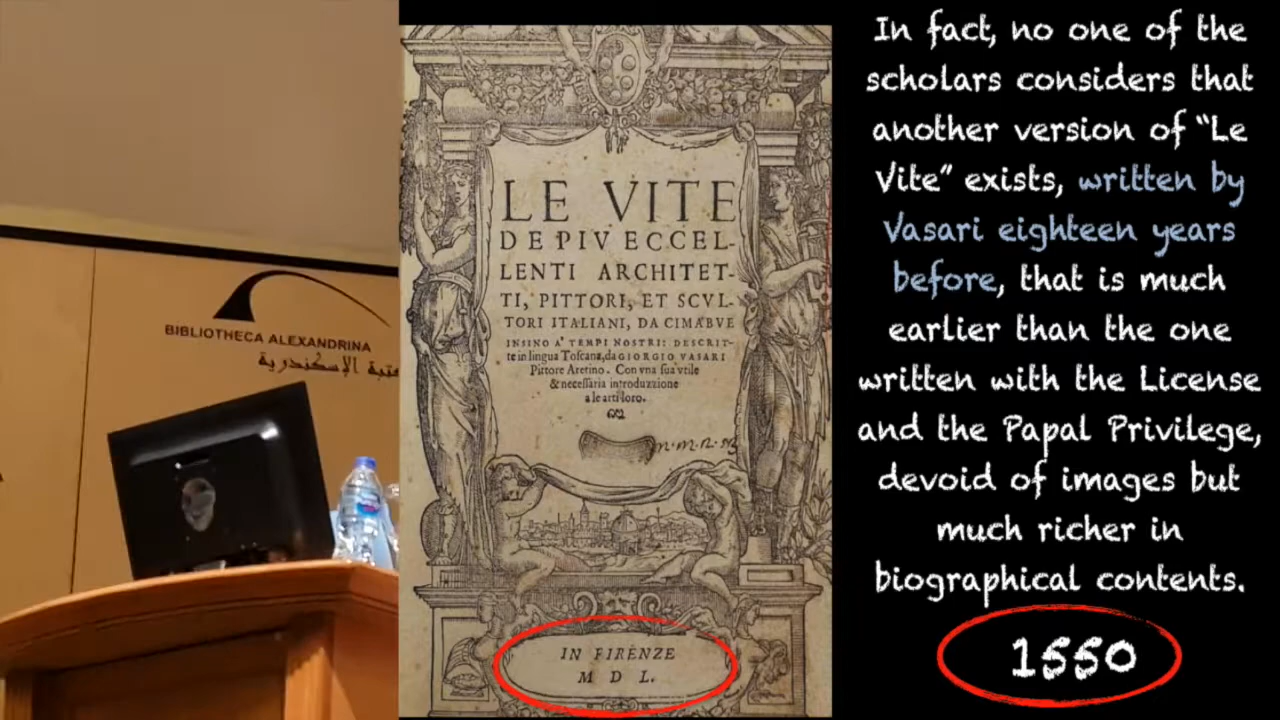 BIBLIOTHECA ALEXANDRINA
الإسكندرية
LE VITE
DE PIV ECCEL-
LENTI ARCHITET-
TI, PITTORI, ET SCVL-
TORI ITALIANI, DA CIMABVE
INSINO A' TEMPI NOSTRI: DESCRIT-
te in lingua Toscana, da GIORGIO VASARI
Pittore Aretino. Con vna sua vtile
& necessaria introduzzione
a le arti loro.
IN FIRENZE
M D L.
In fact, no one of the
scholars considers that
another version of “Le
Vite” exists, written by
Vasari eighteen years
before, that is much
earlier than the one
written with the License
and the Papal Privilege,
devoid of images but
much richer in
biographical contents.
1550